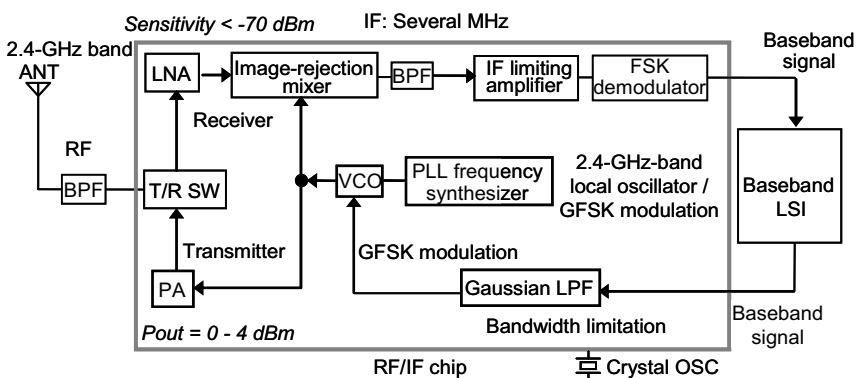 Sensitivity < -70 dBm
IF: Several MHz
2.4-GHz band
ANT
Baseband
signal
LNA
Image-rejection
mixer
BPF
IF limiting
amplifier
FSK
demodulator
Receiver
RF
BPF
T/R SW
VCO
PLL frequency
synthesizer
2.4-GHz-band
local oscillator /
GFSK modulation
Baseband
LSI
Transmitter
GFSK modulation
PA
Gaussian LPF
Pout = 0 - 4 dBm
Bandwidth limitation
Baseband
signal
RF/IF chip
Crystal OSC